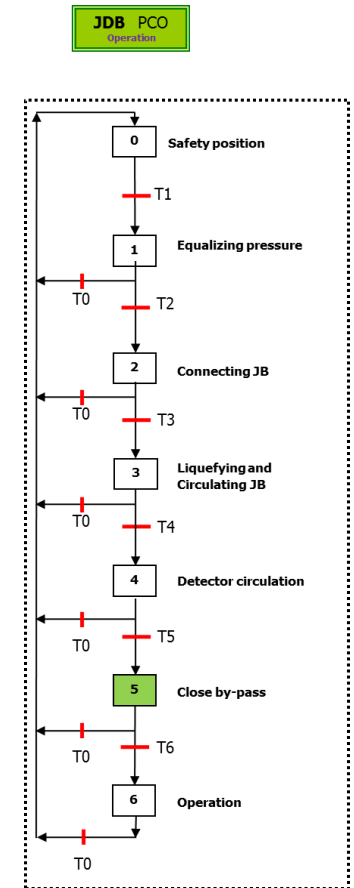 JDB PCO
Operation
0
Safety position
T1
1
Equalizing pressure
T0
T2
2
Connecting JB
T0
T3
3
Liquefying and
Circulating JB
T0
T4
4
Detector circulation
T0
T5
5
Close by-pass
T0
T6
6
Operation
T0